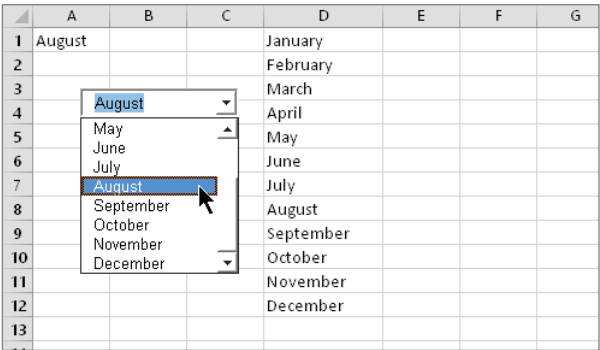 A B C D E F G
1 August January
2 February
3 March
August
4 April
May
5 May
June
6 June
July
7 July
August
8 August
September
9 September
October
10 October
November
December
11 November
12 December
13